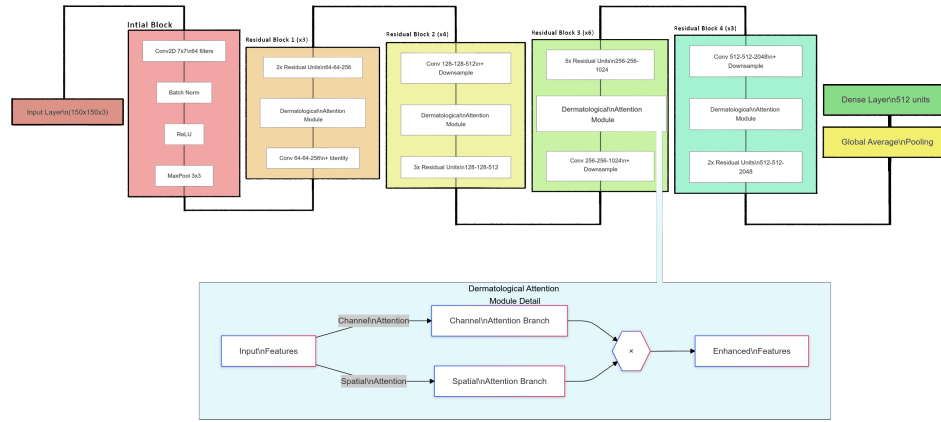 Input Layer\n(150x150x3)
Intial Block
Conv2D 7x7\n64 filters
Batch Norm
ReLU
MaxPool 3x3
Residual Block 1 (x3)
2x Residual Units\n64-64-256
Dermatological\nAttention
Module
Conv 64-64-256\n+ Identity
Residual Block 2 (x4)
Conv 128-128-512\n+
Downsample
Dermatological\nAttention
Module
3x Residual Units\n128-128-512
Residual Block 3 (x6)
5x Residual Units\n256-256-
1024
Dermatological\nAttention
Module
Conv 256-256-1024\n+
Downsample
Residual Block 4 (x3)
Conv 512-512-2048\n+
Downsample
Dermatological\nAttention
Module
2x Residual Units\n512-512-
2048
Dense Layer\n512 units
Global Average\nPooling
Dermatological Attention
Module Detail
Input\nFeatures
Channel\nAttention
Channel\nAttention Branch
Spatial\nAttention
Spatial\nAttention Branch
×
Enhanced\nFeatures